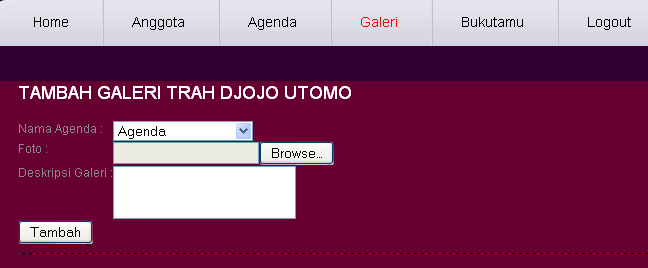 Home Anggota Agenda Galeri Bukutamu Logout
TAMBAH GALERI TRAH DJOJO UTOMO
Nama Agenda : Agenda
Foto : Browse...
Deskripsi Galeri :
Tambah